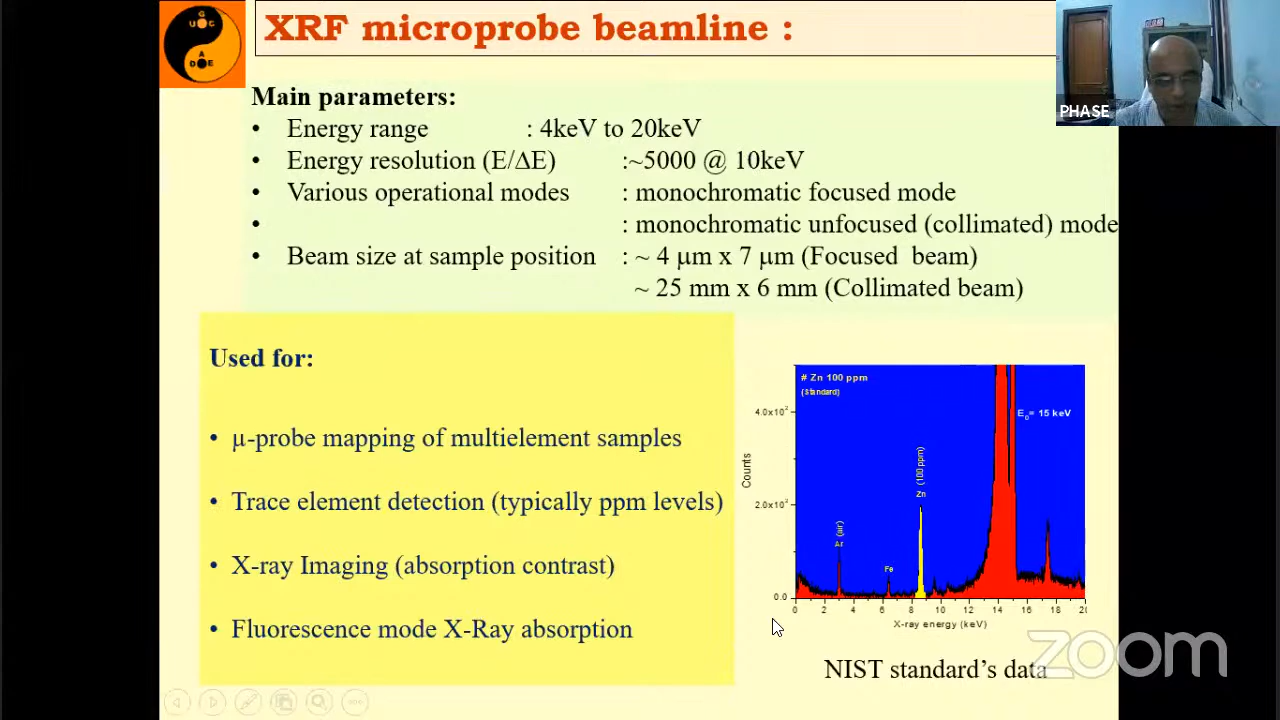 G
U C C
A
D E
XRF microprobe beamline :
PHASE
Main parameters:
• Energy range : 4keV to 20keV
• Energy resolution (E/ΔE) :~5000 @ 10keV
• Various operational modes : monochromatic focused mode
• : monochromatic unfocused (collimated) mode
• Beam size at sample position : ~ 4 μm x 7 μm (Focused beam)
~ 25 mm x 6 mm (Collimated beam)
Used for:
• µ-probe mapping of multielement samples
• Trace element detection (typically ppm levels)
• X-ray Imaging (absorption contrast)
• Fluorescence mode X-Ray absorption
# Zn 100 ppm
(Standard)
E₀= 15 keV
4.0x10²
2.0x10²
0.0
Counts
Ar (air)
Fe
Zn (100 ppm)
0 2 4 6 8 10 12 14 16 18 20
X-ray energy (keV)
NIST standard's data
zoom